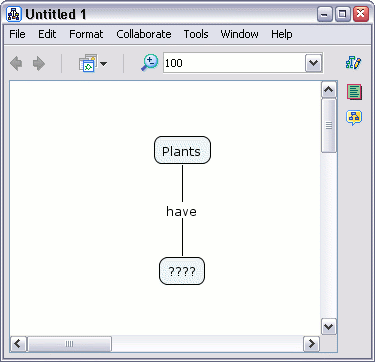 Untitled 1
File Edit Format Collaborate Tools Window Help
100
Plants
have
????